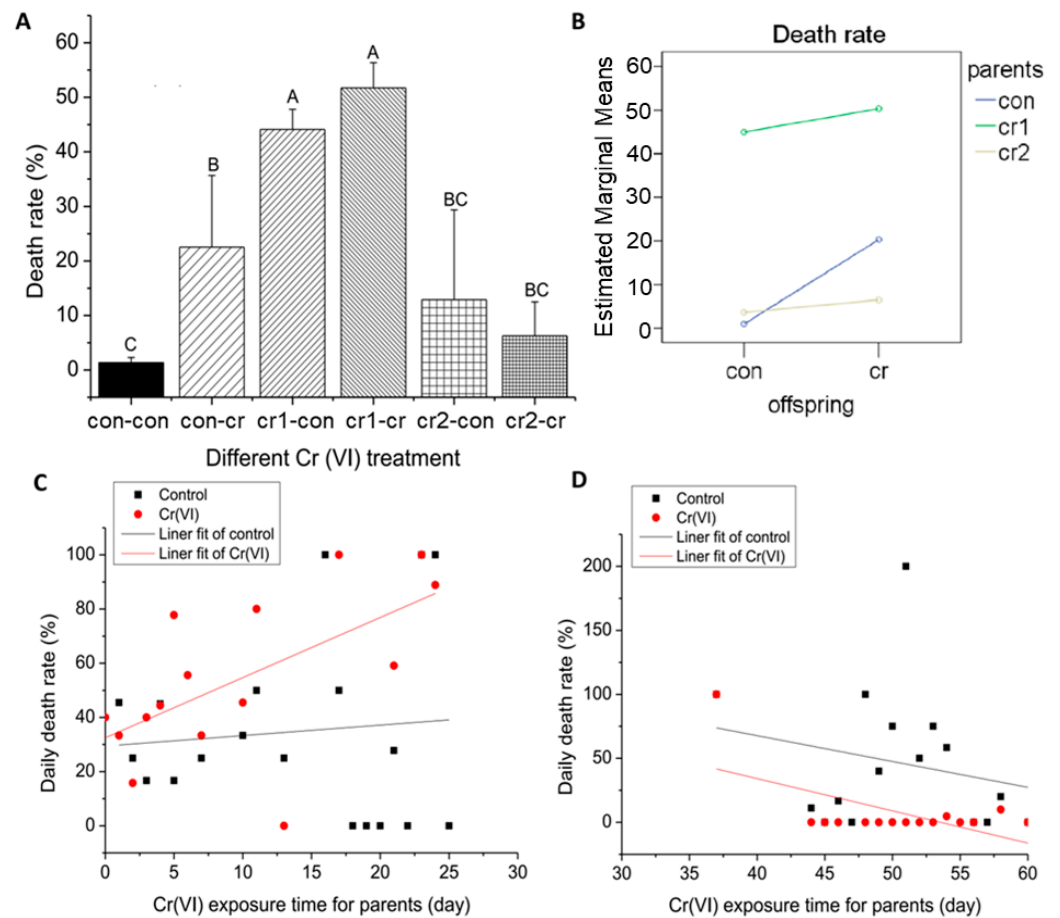 A
60
50
40
30
20
10
0
Death rate (%)
C
B
A
A
BC
BC
con-con con-cr cr1-con cr1-cr cr2-con cr2-cr
Different Cr (VI) treatment
B
Death rate
60
50
40
30
20
10
0
Estimated Marginal Means
con cr
offspring
parents
con
cr1
cr2
C
Control
Cr(VI)
Liner fit of control
Liner fit of Cr(VI)
100
80
60
40
20
0
Daily death rate (%)
0 5 10 15 20 25 30
Cr(VI) exposure time for parents (day)
D
Control
Cr(VI)
Liner fit of control
Liner fit of Cr(VI)
200
150
100
50
0
Daily death rate (%)
30 35 40 45 50 55 60
Cr(VI) exposure time for parents (day)